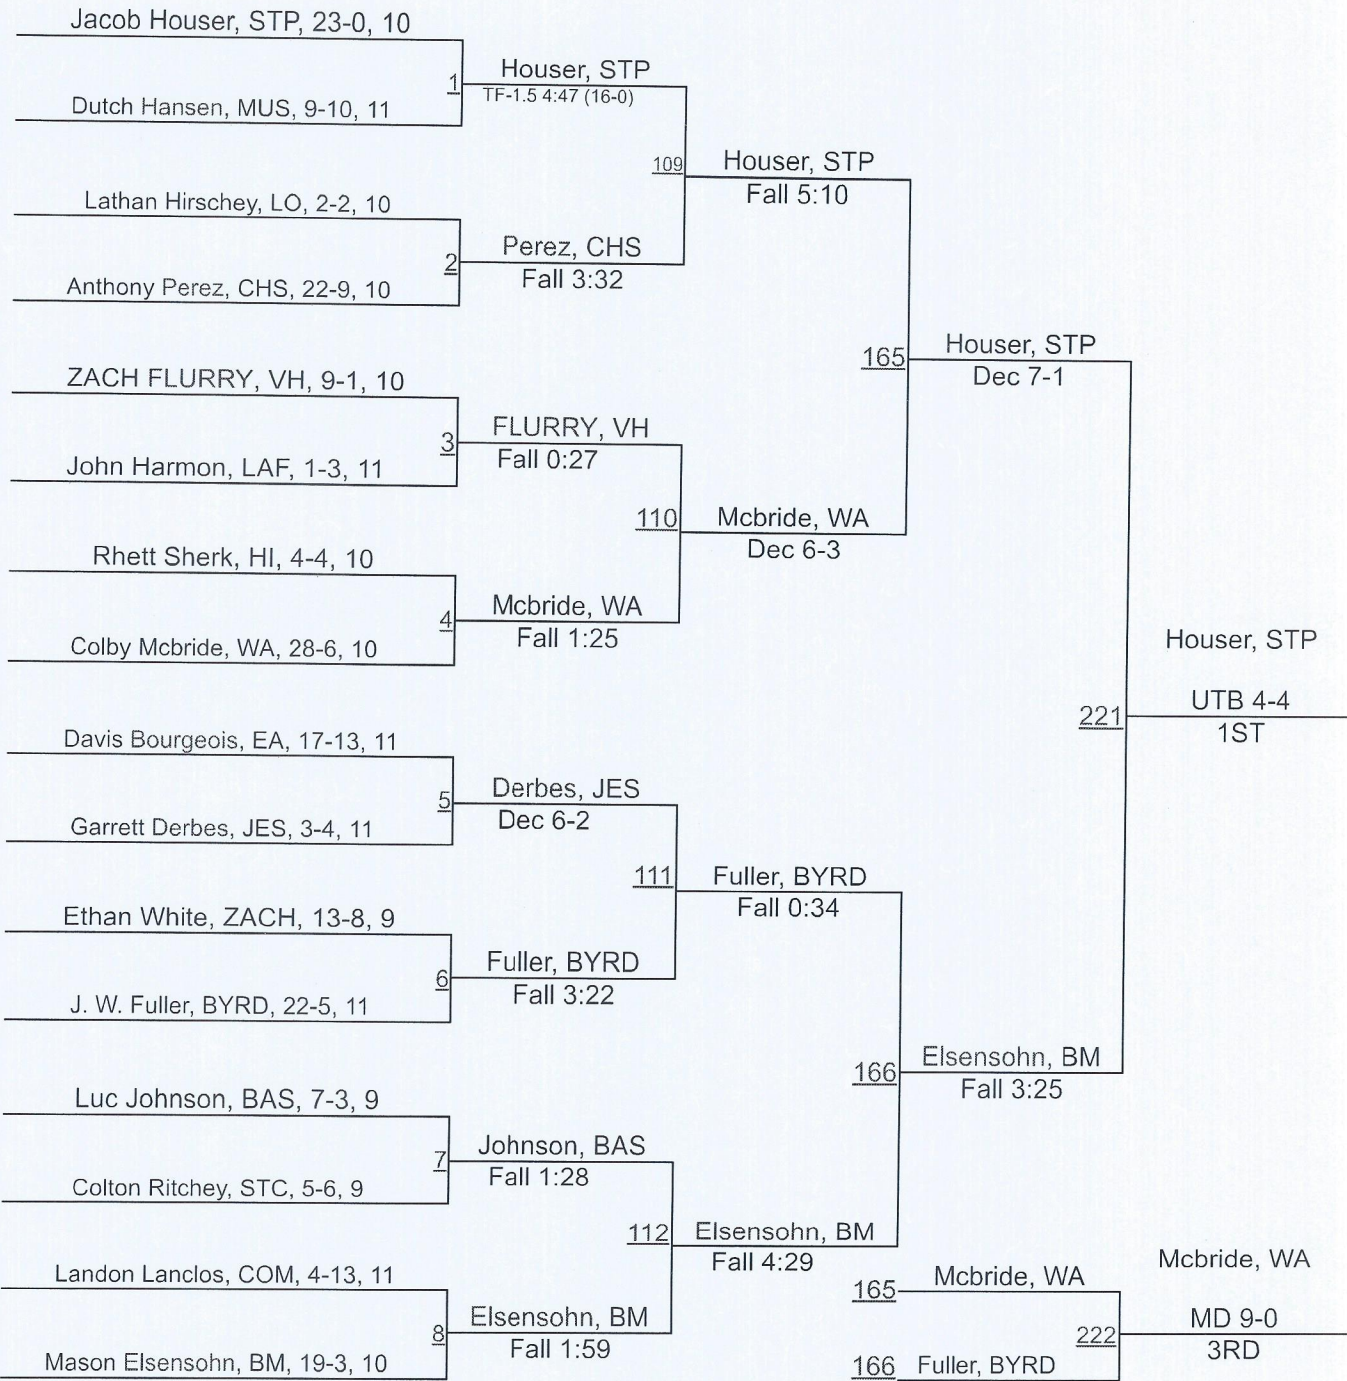 Jacob Houser, STP, 23-0, 10
1
Houser, STP
TF-1.5 4:47 (16-0)
Dutch Hansen, MUS, 9-10, 11
109
Houser, STP
Fall 5:10
Lathan Hirschey, LO, 2-2, 10
2
Perez, CHS
Fall 3:32
Anthony Perez, CHS, 22-9, 10
165
Houser, STP
Dec 7-1
ZACH FLURRY, VH, 9-1, 10
3
FLURRY, VH
Fall 0:27
John Harmon, LAF, 1-3, 11
110
Mcbride, WA
Dec 6-3
Rhett Sherk, HI, 4-4, 10
4
Mcbride, WA
Fall 1:25
Colby Mcbride, WA, 28-6, 10
Houser, STP
221
UTB 4-4
1ST
Davis Bourgeois, EA, 17-13, 11
5
Derbes, JES
Dec 6-2
Garrett Derbes, JES, 3-4, 11
111
Fuller, BYRD
Fall 0:34
Ethan White, ZACH, 13-8, 9
6
Fuller, BYRD
Fall 3:22
J. W. Fuller, BYRD, 22-5, 11
166
Elsensohn, BM
Fall 3:25
Luc Johnson, BAS, 7-3, 9
7
Johnson, BAS
Fall 1:28
Colton Ritchey, STC, 5-6, 9
112
Elsensohn, BM
Fall 4:29
Landon Lanclos, COM, 4-13, 11
8
Elsensohn, BM
Fall 1:59
Mason Elsensohn, BM, 19-3, 10
165
Mcbride, WA
Mcbride, WA
222
MD 9-0
3RD
166
Fuller, BYRD